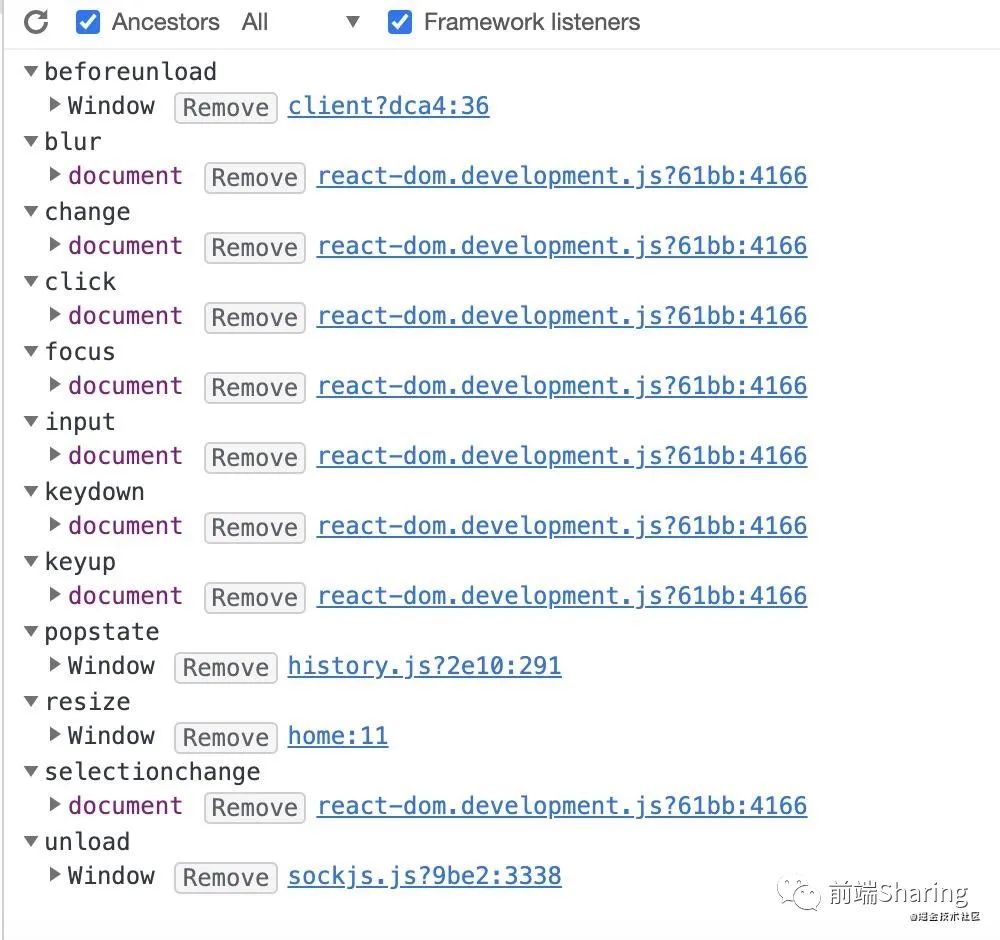 Ancestors All Framework listeners
beforeunload
Window Remove client?dca4:36
blur
document Remove react-dom.development.js?61bb:4166
change
document Remove react-dom.development.js?61bb:4166
click
document Remove react-dom.development.js?61bb:4166
focus
document Remove react-dom.development.js?61bb:4166
input
document Remove react-dom.development.js?61bb:4166
keydown
document Remove react-dom.development.js?61bb:4166
keyup
document Remove react-dom.development.js?61bb:4166
popstate
Window Remove history.js?2e10:291
resize
Window Remove home:11
selectionchange
document Remove react-dom.development.js?61bb:4166
unload
Window Remove sockjs.js?9be2:3338
前端Sharing
@掘金技术社区